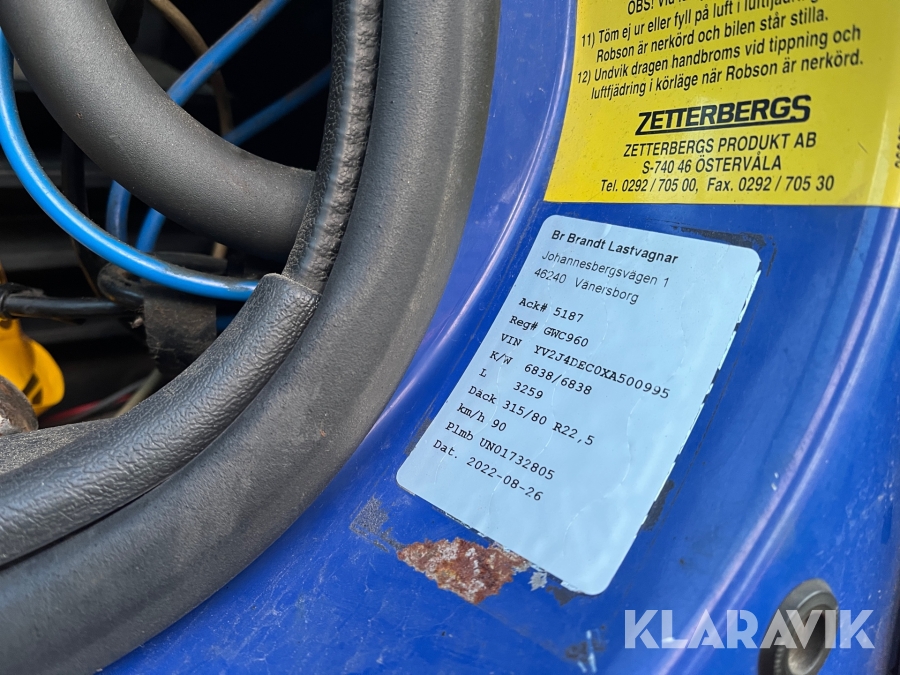 OBS! Vid
11) Töm ej ur eller fyll på luft i luftfjädring
Robson är nerkörd och bilen står stilla.
12) Undvik dragen handbroms vid tippning och
luftfjädring i körläge när Robson är nerkörd.
ZETTERBERGS
ZETTERBERGS PRODUKT AB
S-740 46 ÖSTERVÅLA
Tel. 0292 / 705 00, Fax. 0292 / 705 30
Br Brandt Lastvagnar
Johannesbergsvägen 1
46240 Vänersborg
Ack# 5187
Reg# GWC960
VIN YV2J4DEC0XA500995
K/W 6838/6838
L 3259
Däck 315/80 R22,5
km/h 90
Plmb UN01732805
Dat. 2022-08-26
KLARAVIK